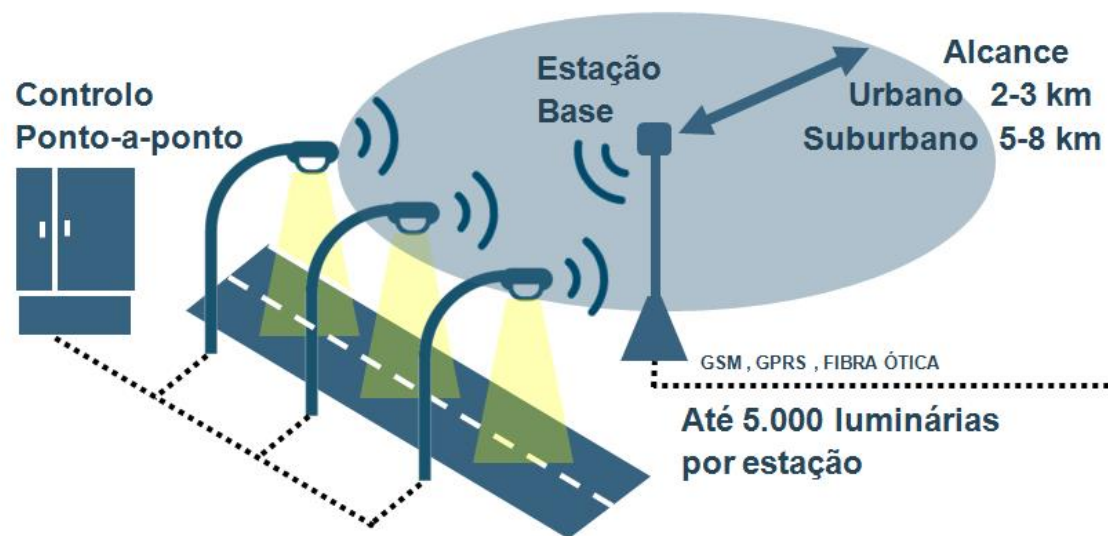 Controlo
Ponto-a-ponto
Estação
Base
Alcance
Urbano 2-3 km
Suburbano 5-8 km
GSM , GPRS , FIBRA ÓTICA
Até 5.000 luminárias
por estação